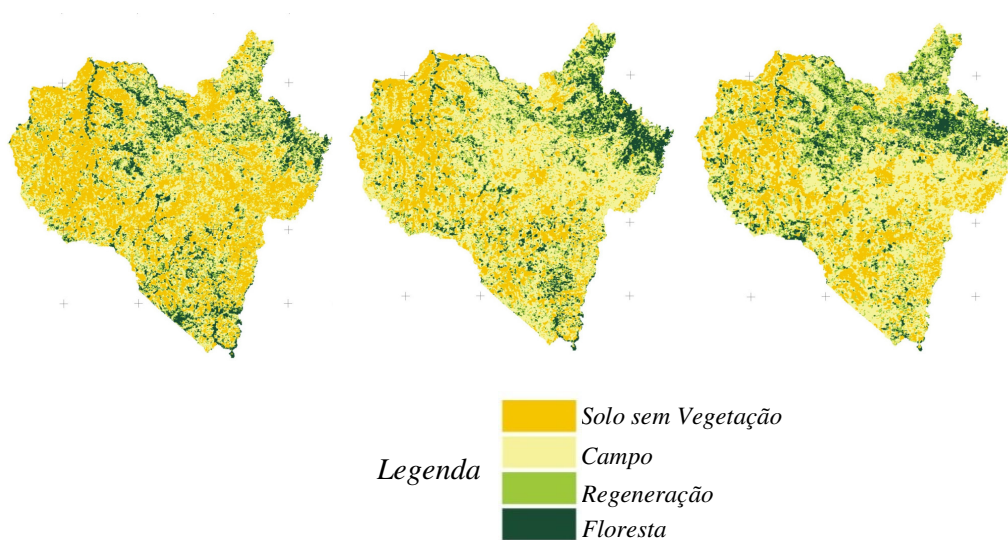 Solo sem Vegetação
Campo
Legenda
Regeneração
Floresta